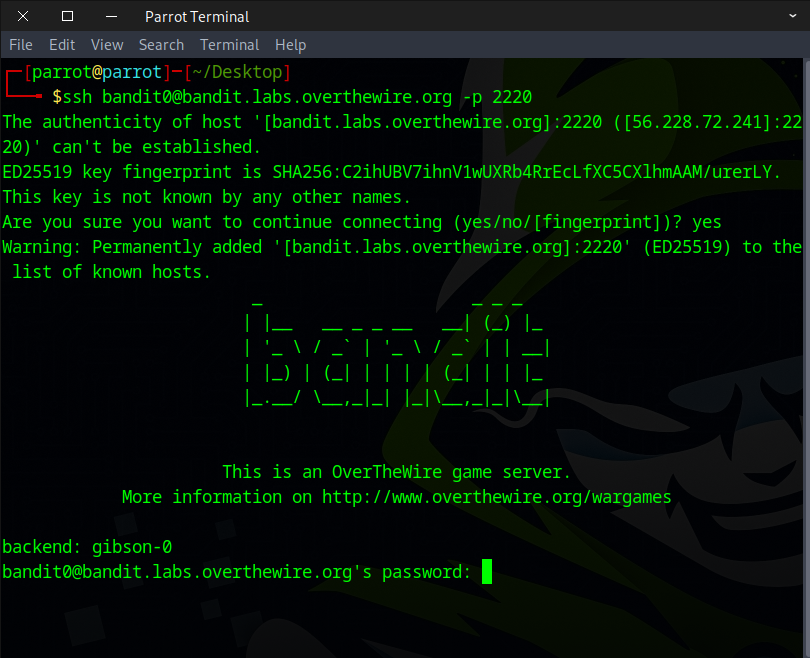 Parrot Terminal
File Edit View Search Terminal Help
┌─[parrot@parrot]─[~/Desktop]
└──╼ $ssh bandit0@bandit.labs.overthewire.org -p 2220
The authenticity of host '[bandit.labs.overthewire.org]:2220 ([56.228.72.241]:22
20)' can't be established.
ED25519 key fingerprint is SHA256:C2ihUBV7ihnV1wUXRb4RrEcLfXC5CXlhmAAM/urerLY.
This key is not known by any other names.
Are you sure you want to continue connecting (yes/no/[fingerprint])? yes
Warning: Permanently added '[bandit.labs.overthewire.org]:2220' (ED25519) to the
 list of known hosts.
                         _                     _ _ _
                        | |__   __ _ _ __   __| (_) |_
                        | '_ \ / _` | '_ \ / _` | | __|
                        | |_) | (_| | | | | (_| | | |_
                        |_.__/ \__,_|_| |_|\__,_|_|\__|
This is an OverTheWire game server.
More information on http://www.overthewire.org/wargames
backend: gibson-0
bandit0@bandit.labs.overthewire.org's password: